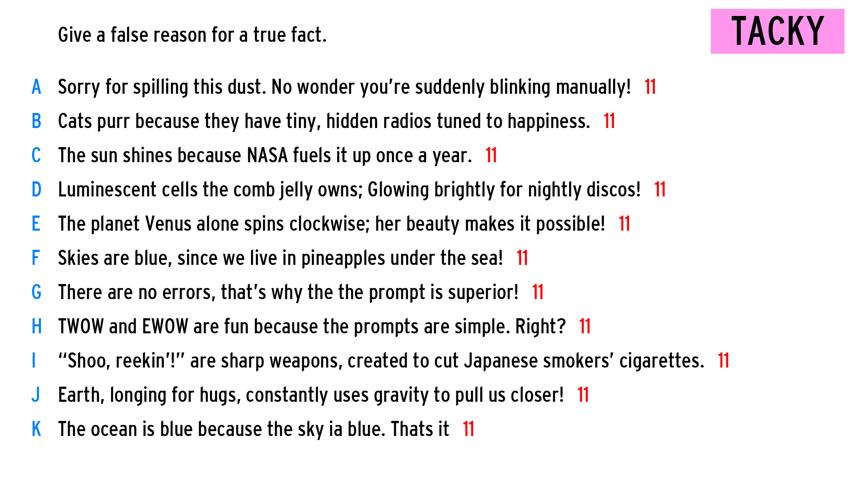 Give a false reason for a true fact.
TACKY
A Sorry for spilling this dust. No wonder you're suddenly blinking manually! 11
B Cats purr because they have tiny, hidden radios tuned to happiness. 11
C The sun shines because NASA fuels it up once a year. 11
D Luminescent cells the comb jelly owns; Glowing brightly for nightly discos! 11
E The planet Venus alone spins clockwise; her beauty makes it possible! 11
F Skies are blue, since we live in pineapples under the sea! 11
G There are no errors, that's why the the prompt is superior! 11
H TWOW and EWOW are fun because the prompts are simple. Right? 11
I “Shoo, reekin'!” are sharp weapons, created to cut Japanese smokers' cigarettes. 11
J Earth, longing for hugs, constantly uses gravity to pull us closer! 11
K The ocean is blue because the sky ia blue. Thats it 11